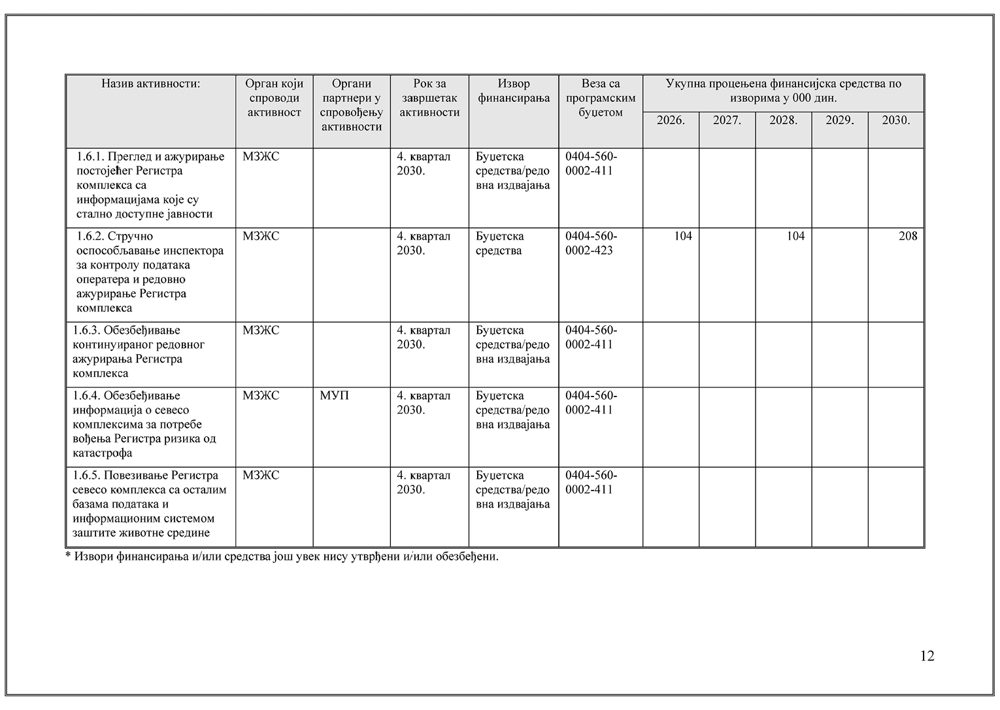 Назив активности:
Орган који
спроводи
активност
Органи
партнери у
спровођењу
активности
Рок за
завршетак
активности
Извор
финансирања
Веза са
програмским
буџетом
Укупна процењена финансијска средства по
изворима у 000 дин.
2026.
2027.
2028.
2029.
2030.
1.6.1. Преглед и ажурирање
постојећег Регистра
комплекса са
информацијама које су
стално доступне јавности
МЗЖС
4. квартал
2030.
Буџетска
средства/редо
вна издвајања
0404-560-
0002-411
1.6.2. Стручно
оспособљавање инспектора
за контролу података
оператера и редовно
ажурирање Регистра
комплекса
МЗЖС
4. квартал
2030.
Буџетска
средства
0404-560-
0002-423
104
104
208
1.6.3. Обезбеђивање
континуираног редовног
ажурирања Регистра
комплекса
МЗЖС
4. квартал
2030.
Буџетска
средства/редо
вна издвајања
0404-560-
0002-411
1.6.4. Обезбеђивање
информација о севесо
комплексима за потребе
вођења Регистра ризика од
катастрофа
МЗЖС
МУП
4. квартал
2030.
Буџетска
средства/редо
вна издвајања
0404-560-
0002-411
1.6.5. Повезивање Регистра
севесо комплекса са осталим
базама података и
информационим системом
заштите животне средине
МЗЖС
4. квартал
2030.
Буџетска
средства/редо
вна издвајања
0404-560-
0002-411
* Извори финансирања и/или средства још увек нису утврђени и/или обезбеђени.
12